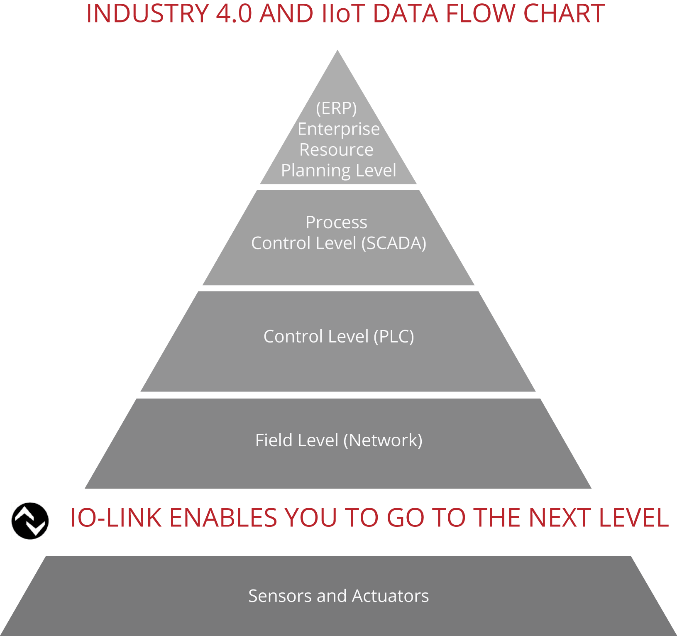 INDUSTRY 4.0 AND IIoT DATA FLOW CHART
(ERP)
Enterprise
Resource
Planning Level
Process
Control Level (SCADA)
Control Level (PLC)
Field Level (Network)
IO-LINK ENABLES YOU TO GO TO THE NEXT LEVEL
Sensors and Actuators